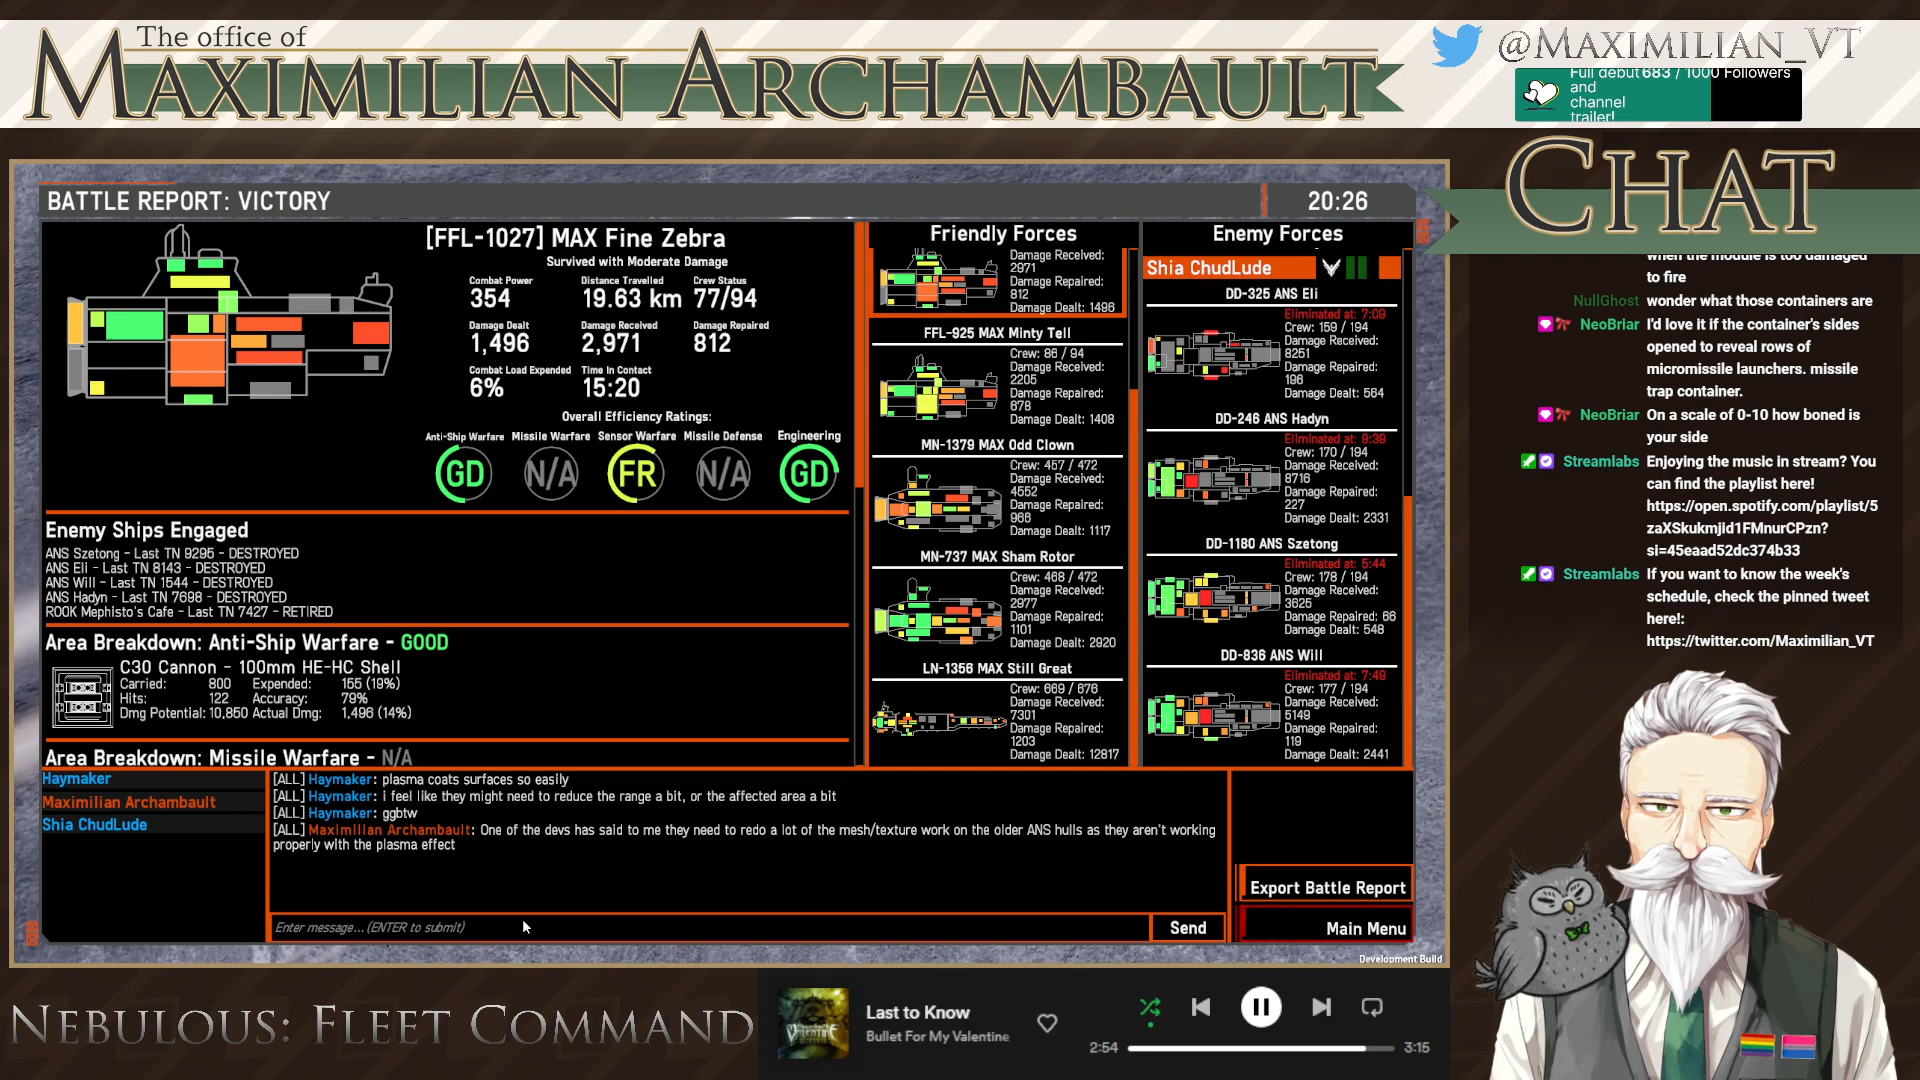 The office of
MAXIMILIAN ARCHAMBAULT
@MAXIMILIAN_VT
Full debut and channel trailer!
683 / 1000 Followers
CHAT
BATTLE REPORT: VICTORY
20:26
[FFL-1027] MAX Fine Zebra
Survived with Moderate Damage
Combat Power
354
Distance Travelled
19.63 km
Crew Status
77/94
Damage Dealt
1,496
Damage Received
2,971
Damage Repaired
812
Combat Load Expended
6%
Time In Contact
15:20
Overall Efficiency Ratings:
Anti-Ship Warfare
GD
Missile Warfare
N/A
Sensor Warfare
FR
Missile Defense
N/A
Engineering
GD
Enemy Ships Engaged
ANS Szetong - Last TN 9295 - DESTROYED
ANS Eli - Last TN 8143 - DESTROYED
ANS Will - Last TN 1544 - DESTROYED
ANS Hadyn - Last TN 7698 - DESTROYED
ROOK Mephisto's Cafe - Last TN 7427 - RETIRED
Area Breakdown: Anti-Ship Warfare - GOOD
C30 Cannon - 100mm HE-HC Shell
Carried: 800 Expended: 155 (19%)
Hits: 122 Accuracy: 79%
Dmg Potential: 10,850 Actual Dmg: 1,496 (14%)
Area Breakdown: Missile Warfare - N/A
Friendly Forces
Damage Received:
2971
Damage Repaired:
812
Damage Dealt: 1496
FFL-925 MAX Minty Tell
Crew: 86 / 94
Damage Received:
2205
Damage Repaired:
678
Damage Dealt: 1408
MN-1379 MAX Odd Clown
Crew: 457 / 472
Damage Received:
4552
Damage Repaired:
966
Damage Dealt: 1117
MN-737 MAX Sham Rotor
Crew: 468 / 472
Damage Received:
2977
Damage Repaired:
1101
Damage Dealt: 2920
LN-1356 MAX Still Great
Crew: 669 / 676
Damage Received:
7301
Damage Repaired:
1203
Damage Dealt: 12817
Enemy Forces
Shia ChudLude
DD-325 ANS Eli
Eliminated at: 7:09
Crew: 159 / 194
Damage Received:
8251
Damage Repaired:
196
Damage Dealt: 564
DD-246 ANS Hadyn
Eliminated at: 9:39
Crew: 170 / 194
Damage Received:
8716
Damage Repaired:
227
Damage Dealt: 2331
DD-1180 ANS Szetong
Eliminated at: 5:44
Crew: 178 / 194
Damage Received:
3625
Damage Repaired: 66
Damage Dealt: 548
DD-836 ANS Will
Eliminated at: 7:49
Crew: 177 / 194
Damage Received:
5149
Damage Repaired:
119
Damage Dealt: 2441
Haymaker
Maximilian Archambault
Shia ChudLude
[ALL] Haymaker: plasma coats surfaces so easily
[ALL] Haymaker: i feel like they might need to reduce the range a bit, or the affected area a bit
[ALL] Haymaker: ggbtw
[ALL] Maximilian Archambault: One of the devs has said to me they need to redo a lot of the mesh/texture work on the older ANS hulls as they aren't working
properly with the plasma effect
Enter message... (ENTER to submit)
Send
Export Battle Report
Main Menu
Development Build
when the module is too damaged
to fire
NullGhost wonder what those containers are
NeoBriar I'd love it if the container's sides
opened to reveal rows of
micromissile launchers. missile
trap container.
NeoBriar On a scale of 0-10 how boned is
your side
Streamlabs Enjoying the music in stream? You
can find the playlist here!
https://open.spotify.com/playlist/5
zaXSkukmjid1FMnurCPzn?
si=45eaad52dc374b33
Streamlabs If you want to know the week's
schedule, check the pinned tweet
here!:
https://twitter.com/Maximilian_VT
NEBULOUS: FLEET COMMAND
Last to Know
Bullet For My Valentine
2:54
3:15